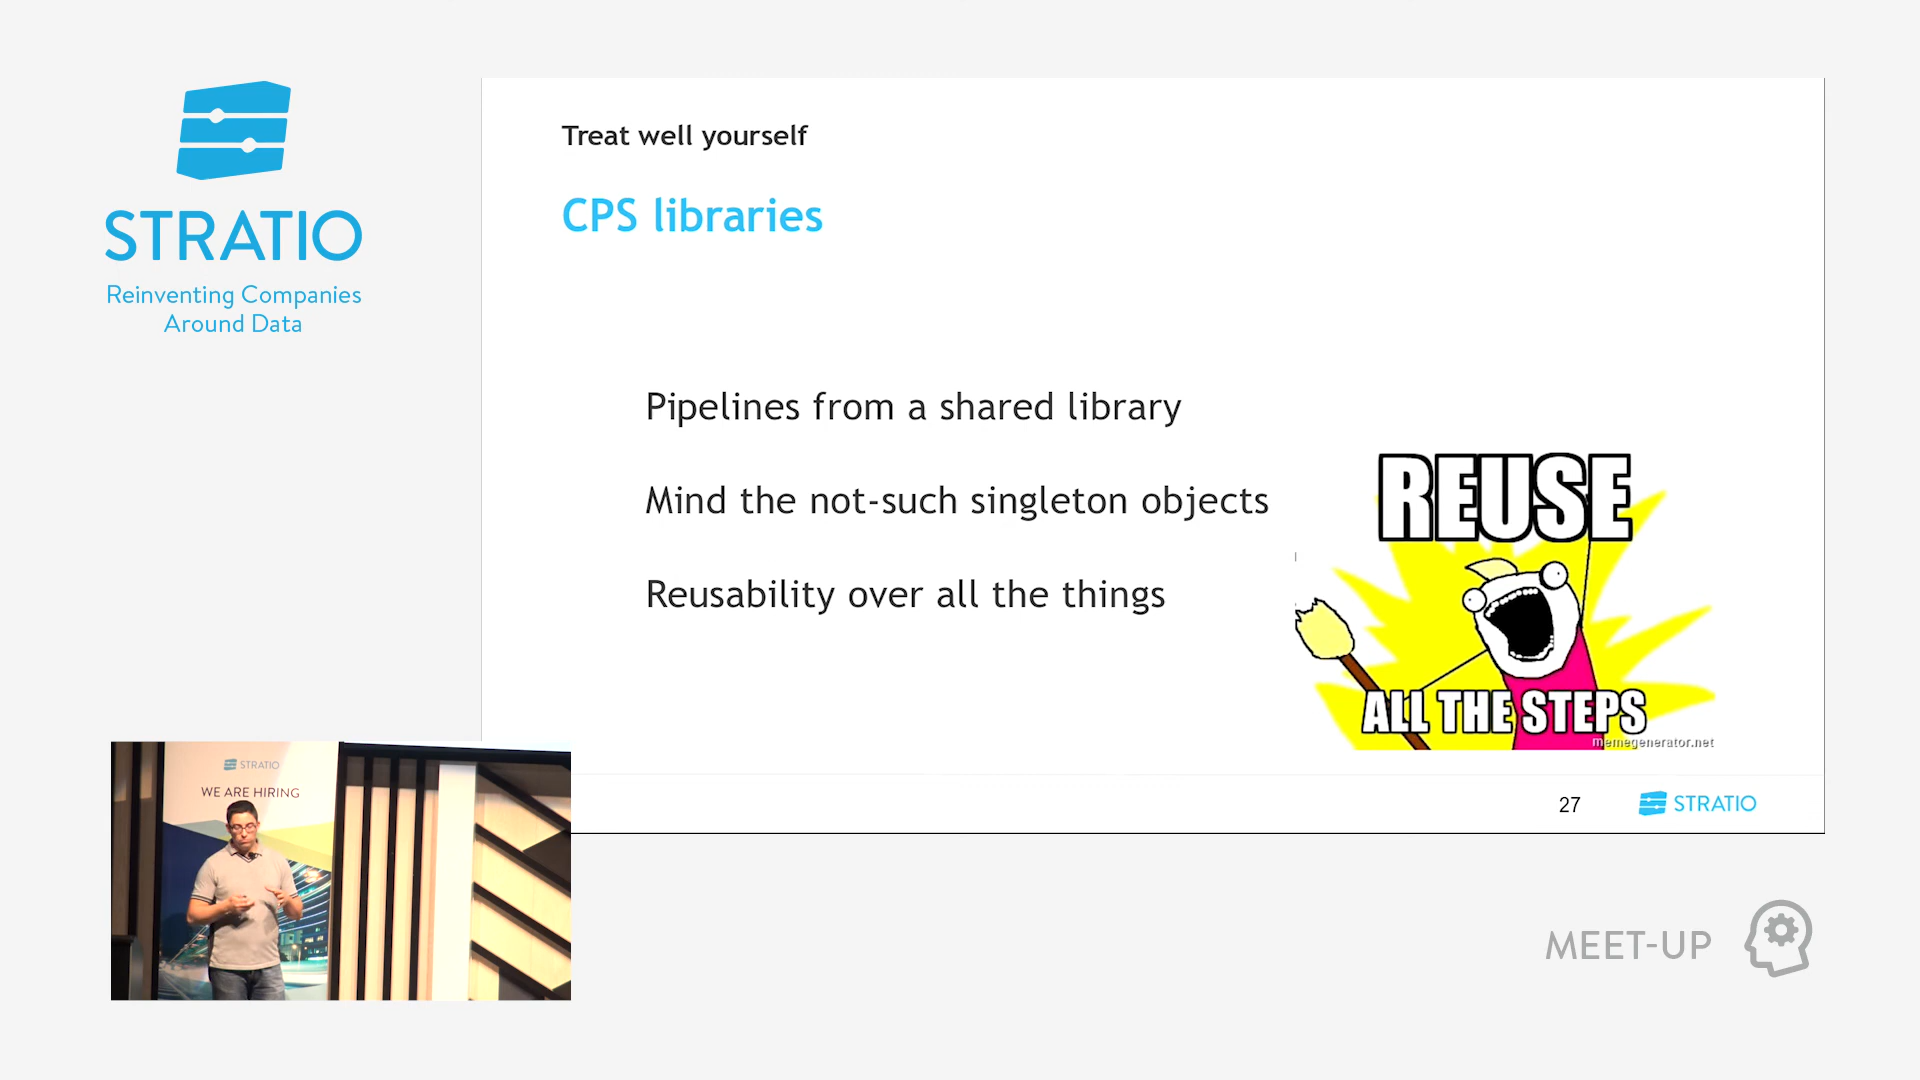 STRATIO
Reinventing Companies
Around Data
Treat well yourself
CPS libraries
Pipelines from a shared library
Mind the not-such singleton objects
Reusability over all the things
REUSE
ALL THE STEPS
memegenerator.net
27
STRATIO
STRATIO
WE ARE HIRING
MEET-UP